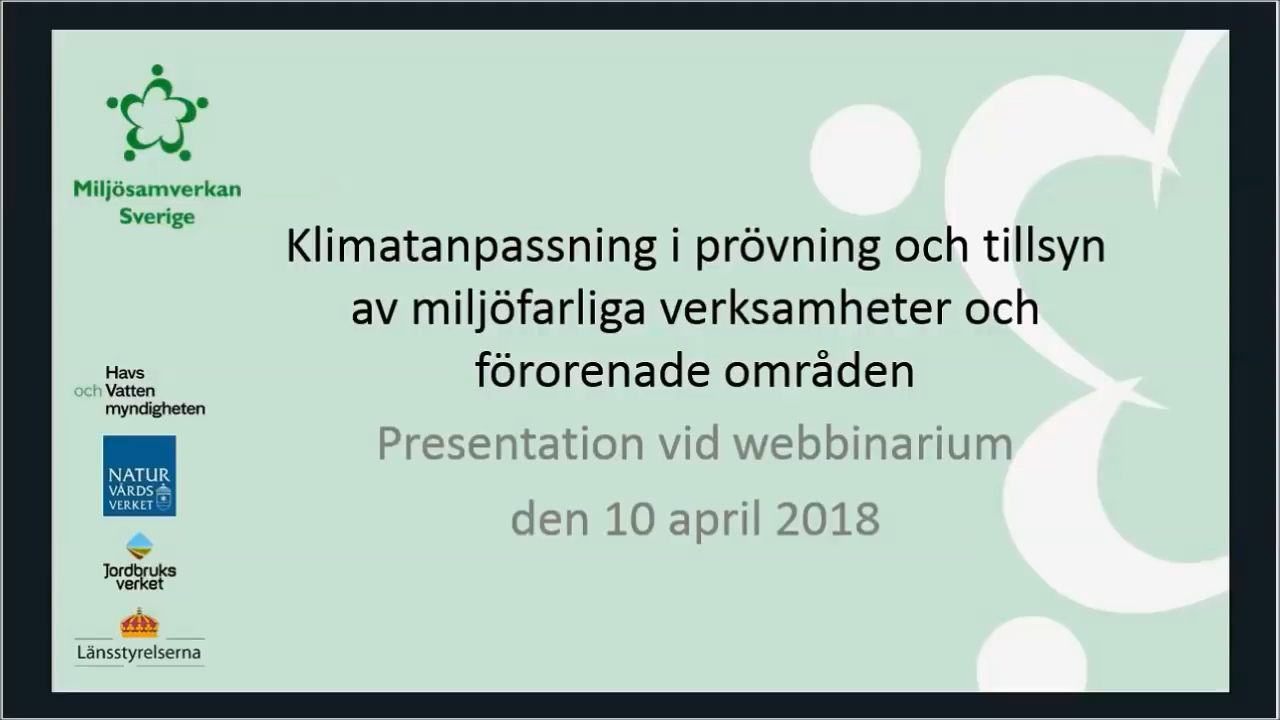 Miljösamverkan
Sverige
Klimatanpassning i prövning och tillsyn
av miljöfarliga verksamheter och
förorenade områden
Presentation vid webbinarium
den 10 april 2018
Havs
och Vatten
myndigheten
NATUR
VÅRDS
VERKET
Jordbruks
verket
Länsstyrelserna